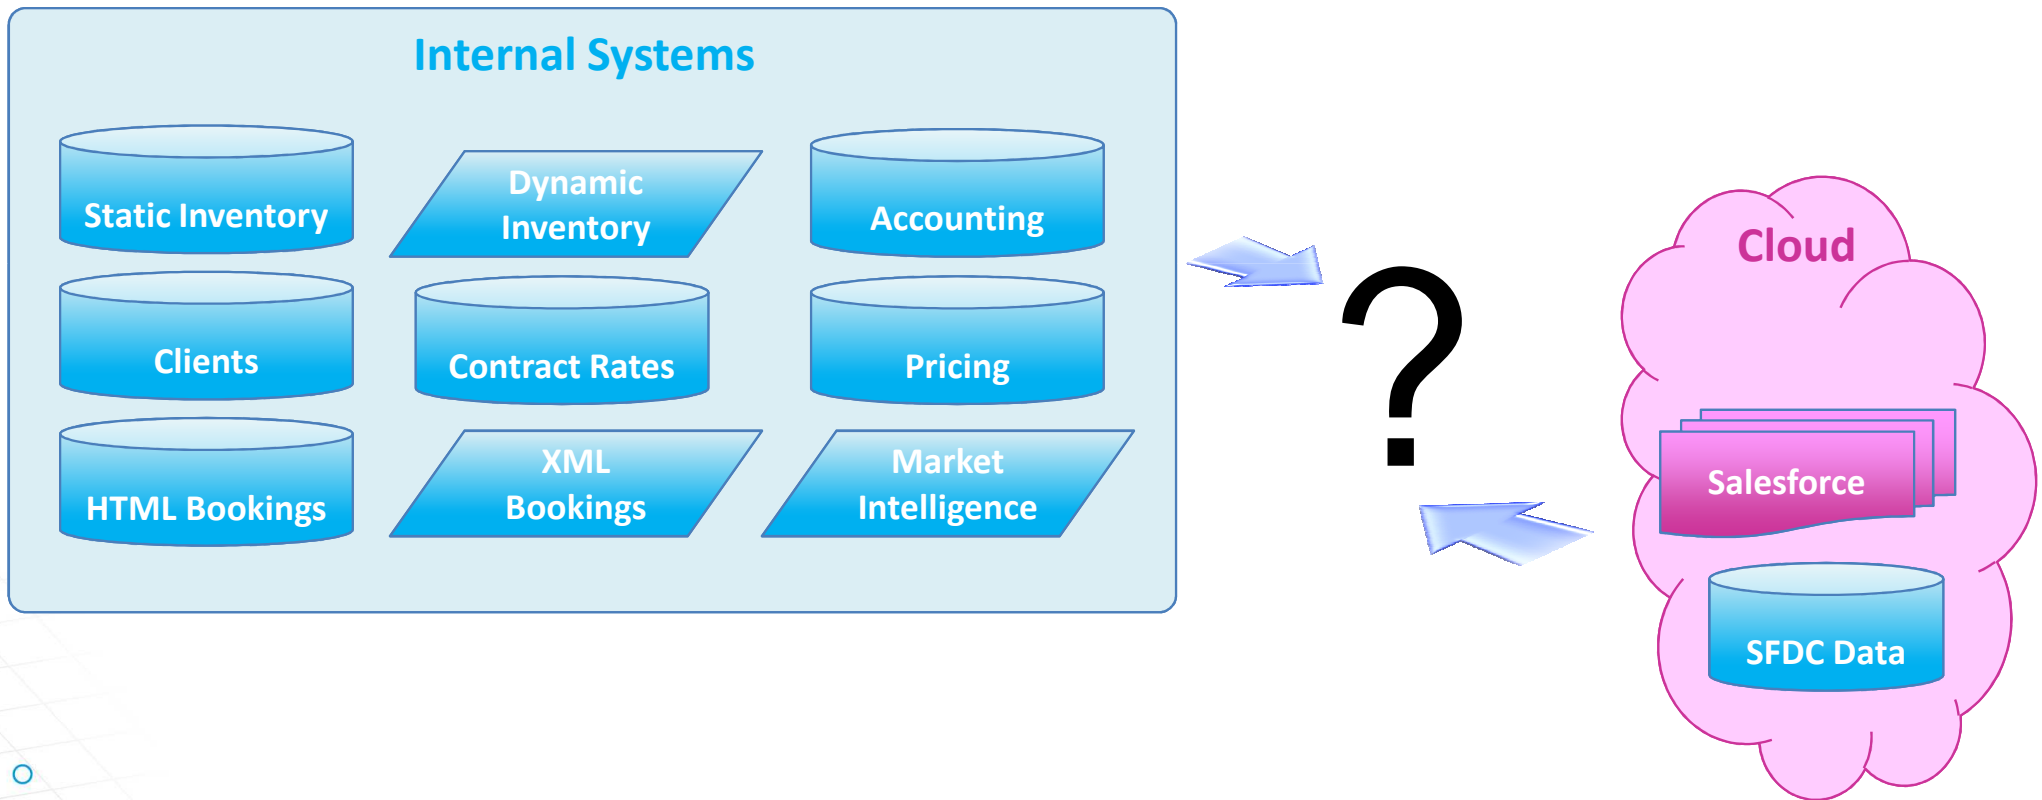 Internal Systems
Static Inventory
Dynamic
Inventory
Accounting
Clients
Contract Rates
Pricing
HTML Bookings
XML
Bookings
Market
Intelligence
?
Cloud
Salesforce
SFDC Data